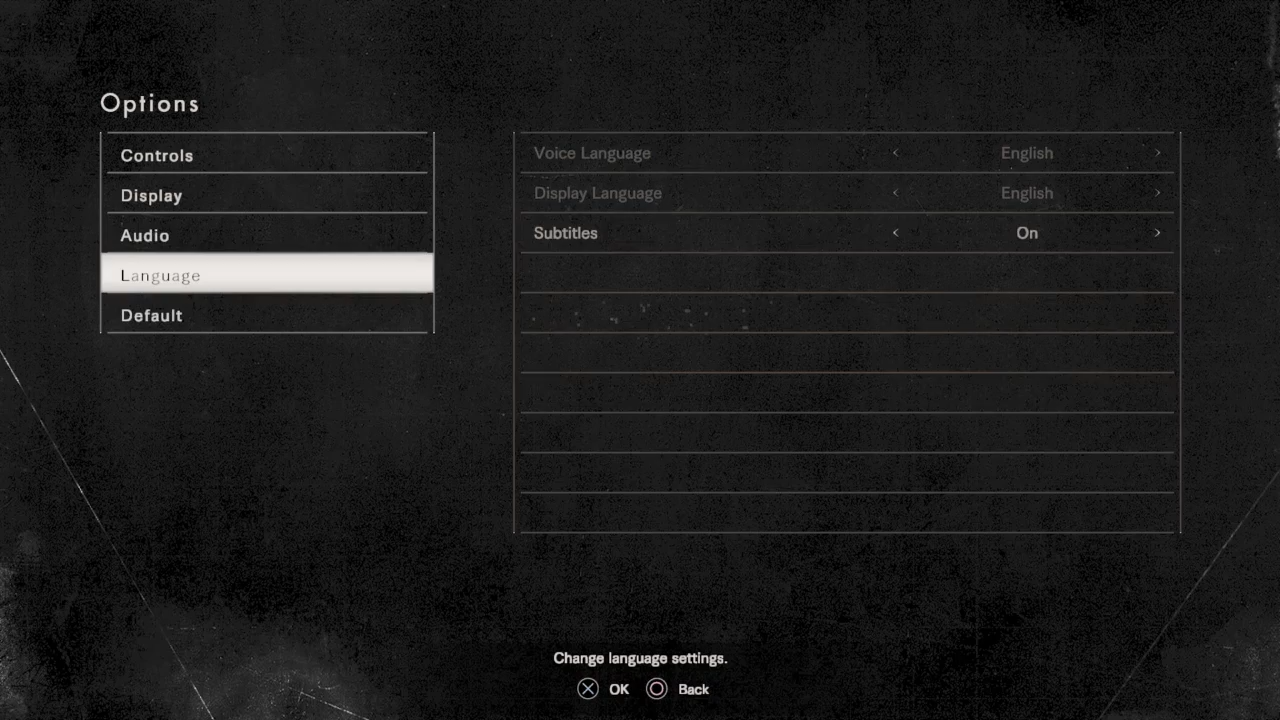 Options
Controls
Display
Audio
Language
Default
Voice Language < English >
Display Language < English >
Subtitles < On >
Change language settings.
OK Back